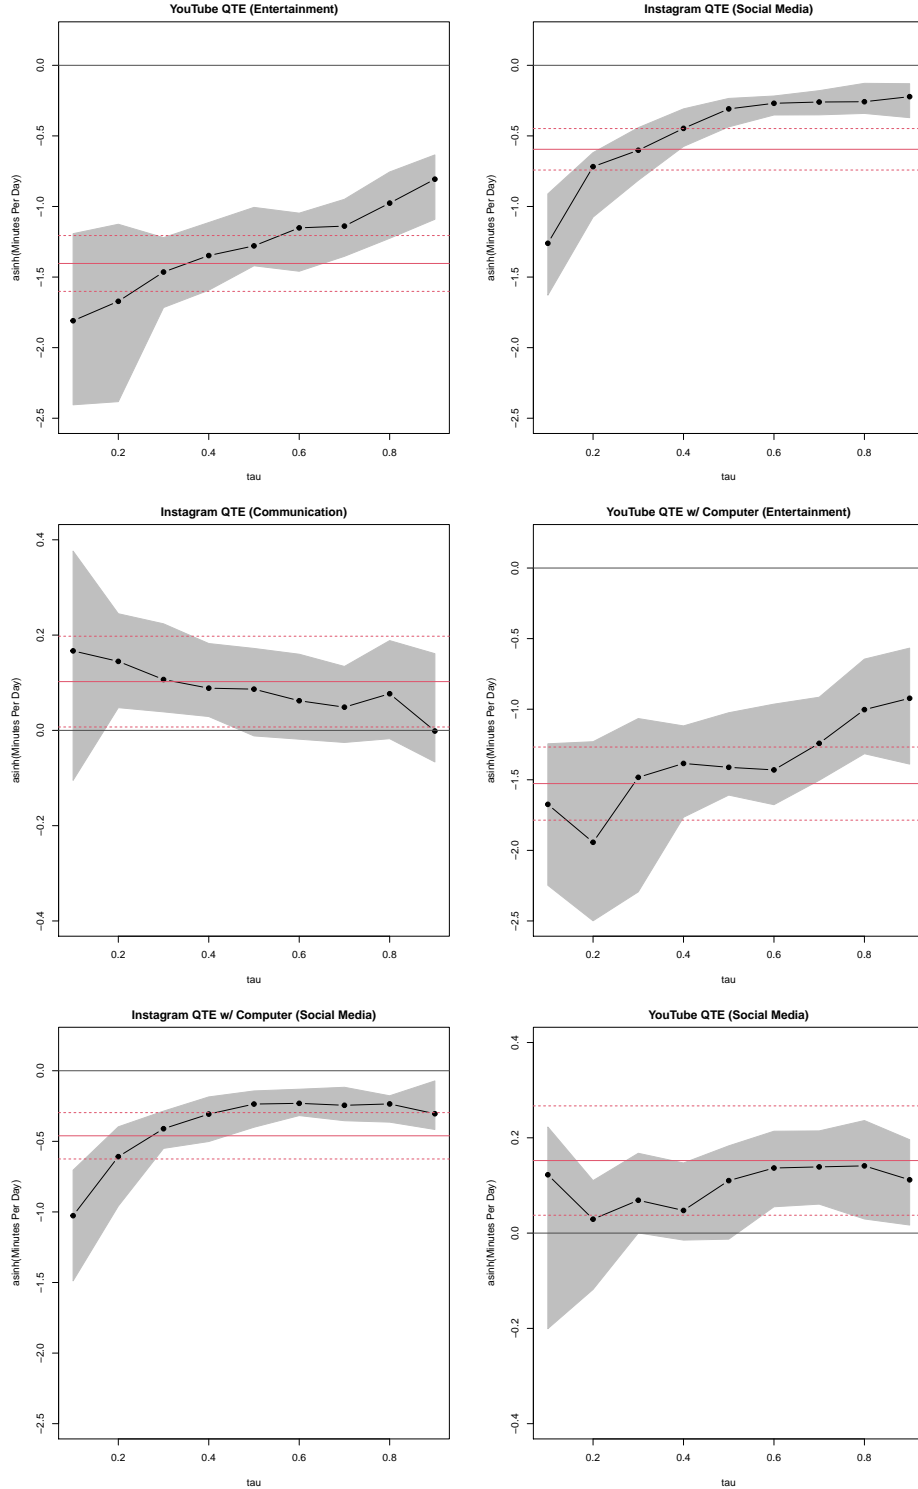 YouTube QTE (Entertainment)
asinh(Minutes Per Day)
0.0
−0.5
−1.0
−1.5
−2.0
−2.5
0.2 0.4 0.6 0.8
tau
Instagram QTE (Social Media)
asinh(Minutes Per Day)
0.0
−0.5
−1.0
−1.5
−2.0
−2.5
0.2 0.4 0.6 0.8
tau
Instagram QTE (Communication)
asinh(Minutes Per Day)
0.4
0.2
0.0
−0.2
−0.4
0.2 0.4 0.6 0.8
tau
YouTube QTE w/ Computer (Entertainment)
asinh(Minutes Per Day)
0.0
−0.5
−1.0
−1.5
−2.0
−2.5
0.2 0.4 0.6 0.8
tau
Instagram QTE w/ Computer (Social Media)
asinh(Minutes Per Day)
0.0
−0.5
−1.0
−1.5
−2.0
−2.5
0.2 0.4 0.6 0.8
tau
YouTube QTE (Social Media)
asinh(Minutes Per Day)
0.4
0.2
0.0
−0.2
−0.4
0.2 0.4 0.6 0.8
tau